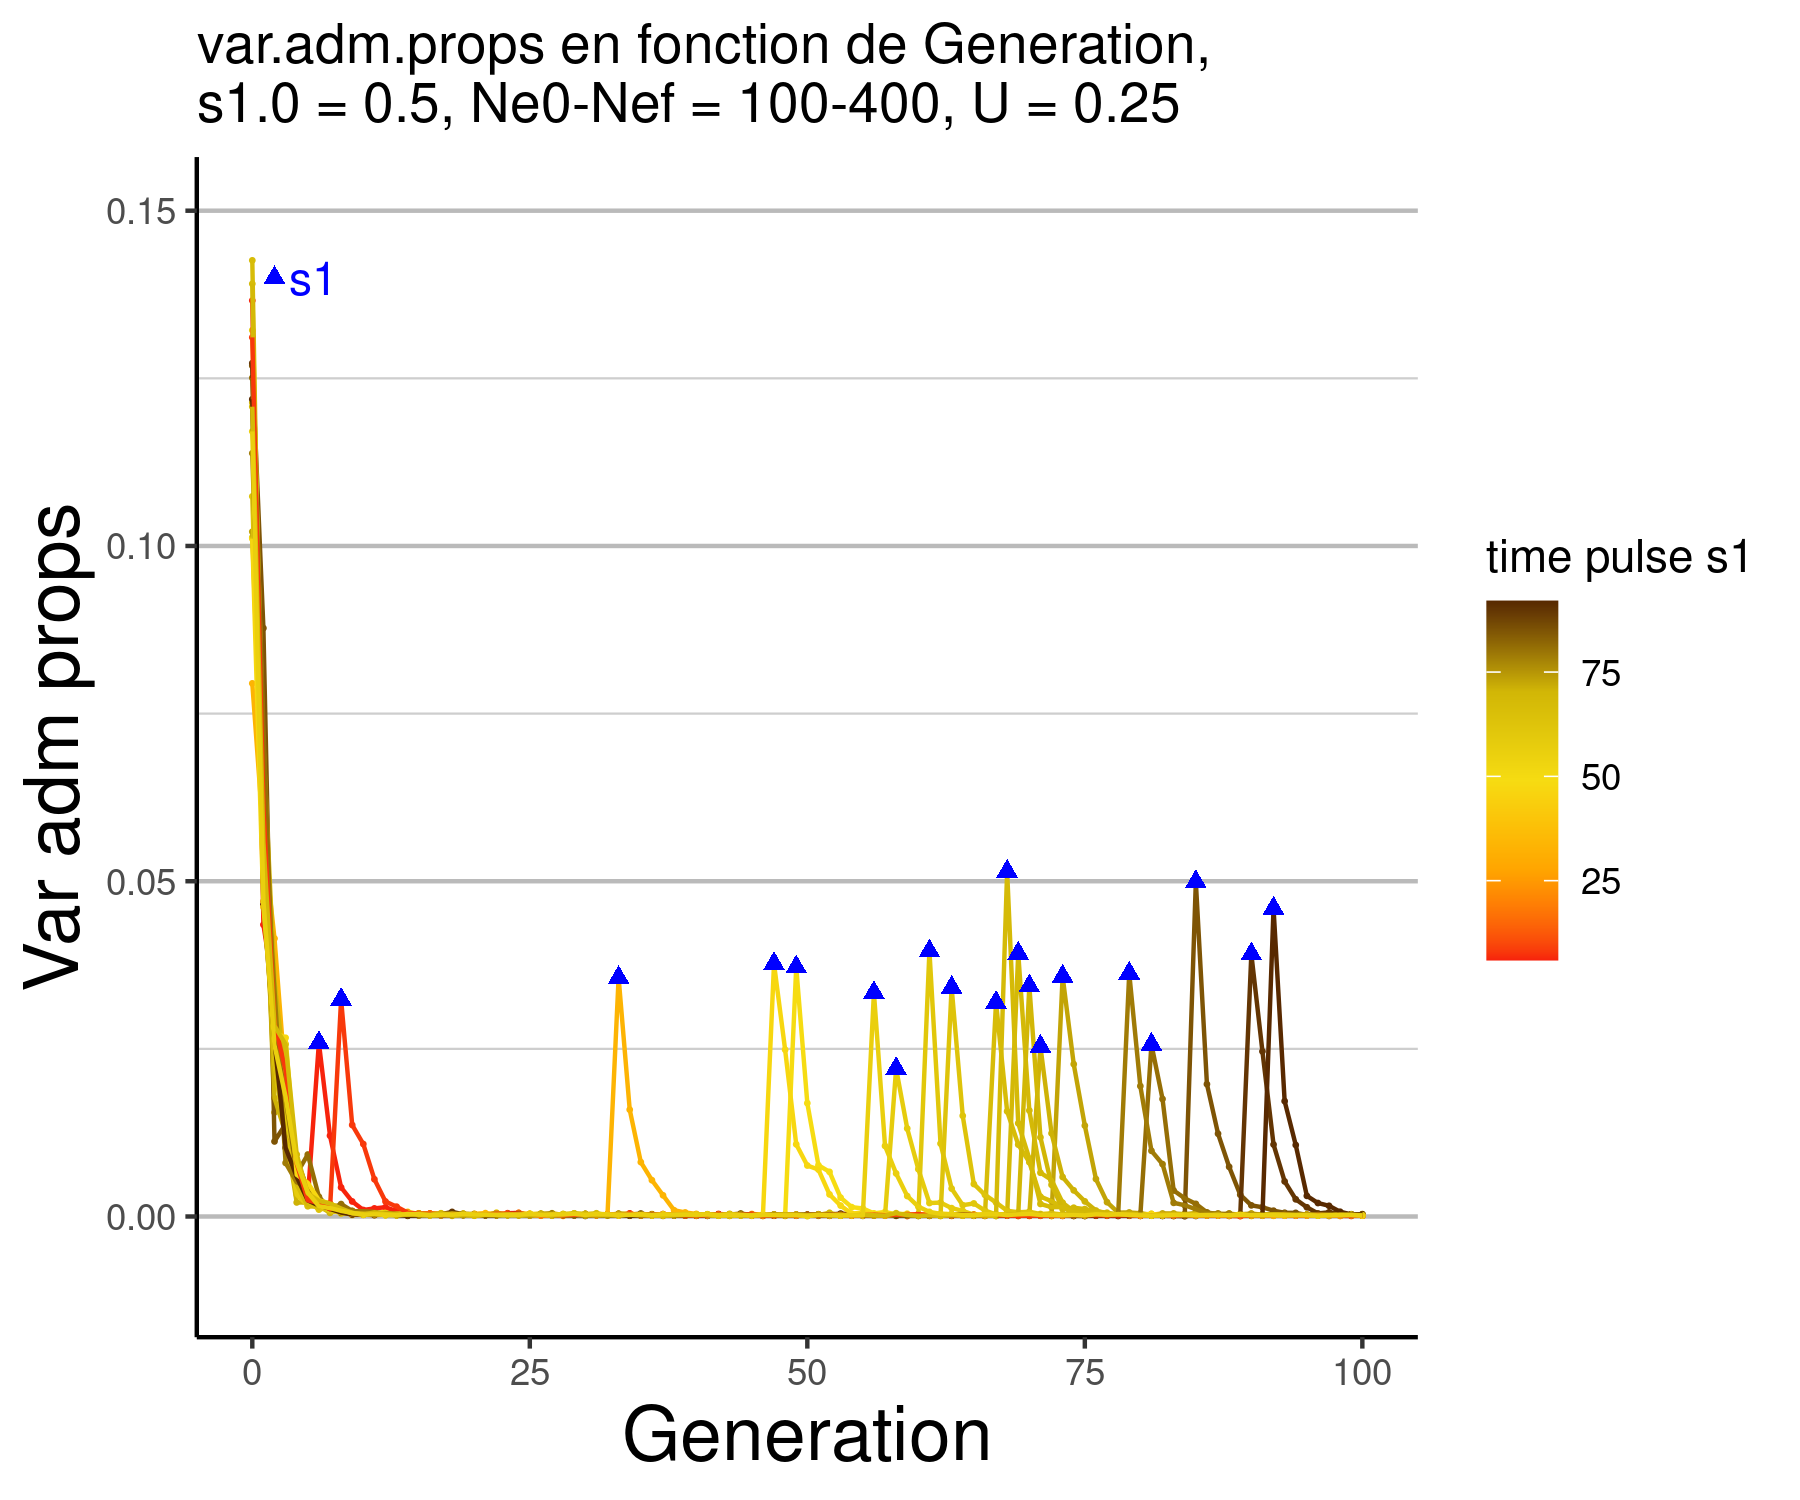 var.adm.props en fonction de Generation,
s1.0 = 0.5, Ne0-Nef = 100-400, U = 0.25
0.15
s1
0.10
0.05
0.00
Var adm props
0 25 50 75 100
Generation
time pulse s1
75
50
25